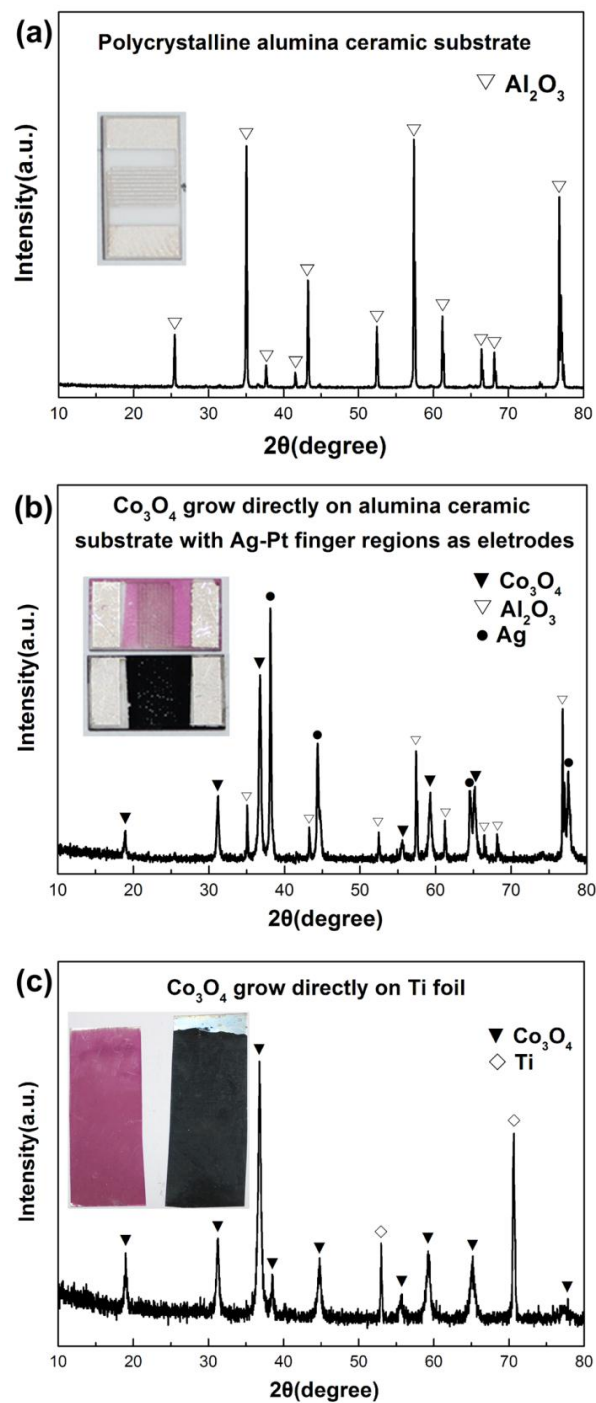 (a)
Polycrystalline alumina ceramic substrate
▽ Al₂O₃
Intensity(a.u.)
10 20 30 40 50 60 70 80
2θ(degree)
(b)
Co₃O₄ grow directly on alumina ceramic
substrate with Ag-Pt finger regions as eletrodes
▼ Co₃O₄
▽ Al₂O₃
● Ag
Intensity(a.u.)
10 20 30 40 50 60 70 80
2θ(degree)
(c)
Co₃O₄ grow directly on Ti foil
▼ Co₃O₄
◇ Ti
Intensity(a.u.)
10 20 30 40 50 60 70 80
2θ(degree)